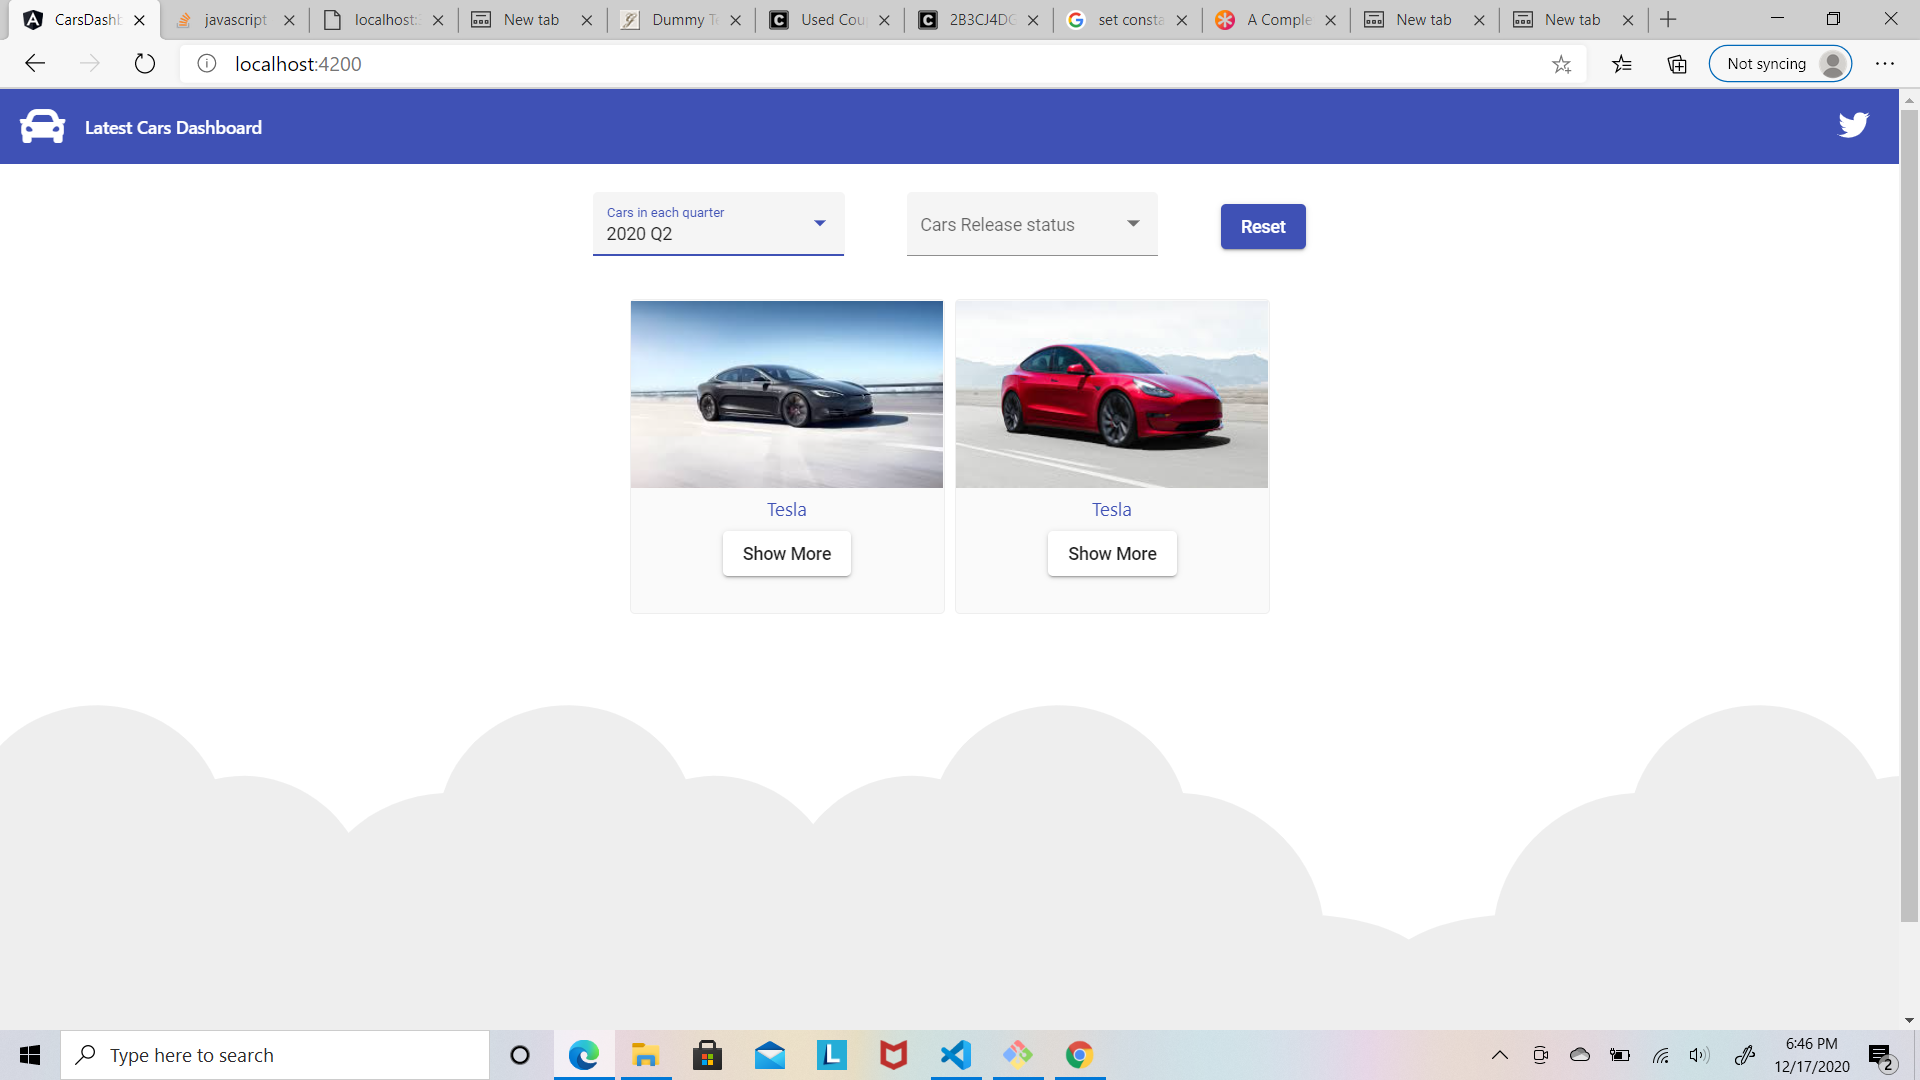 CarsDashb
javascript
localhost:
New tab
Dummy Te
Used Cou
2B3CJ4DG
set consta
A Comple
New tab
New tab
localhost:4200
Not syncing
Latest Cars Dashboard
Cars in each quarter
2020 Q2
Cars Release status
Reset
Tesla
Tesla
Show More
Show More
Type here to search
6:46 PM
12/17/2020
2